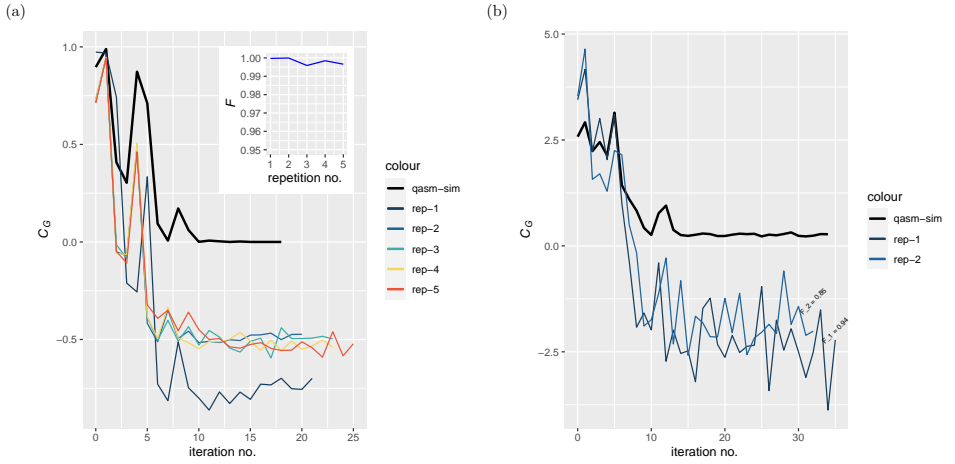 (a)
1.0
0.5
0.0
−0.5
C_G
0 5 10 15 20 25
iteration no.
1.00
0.99
0.98
0.97
0.96
0.95
F
1 2 3 4 5
repetition no.
colour
qasm−sim
rep−1
rep−2
rep−3
rep−4
rep−5
(b)
5.0
2.5
0.0
−2.5
C_G
0 10 20 30
iteration no.
F_2 = 0.85
F_1 = 0.94
colour
qasm−sim
rep−1
rep−2